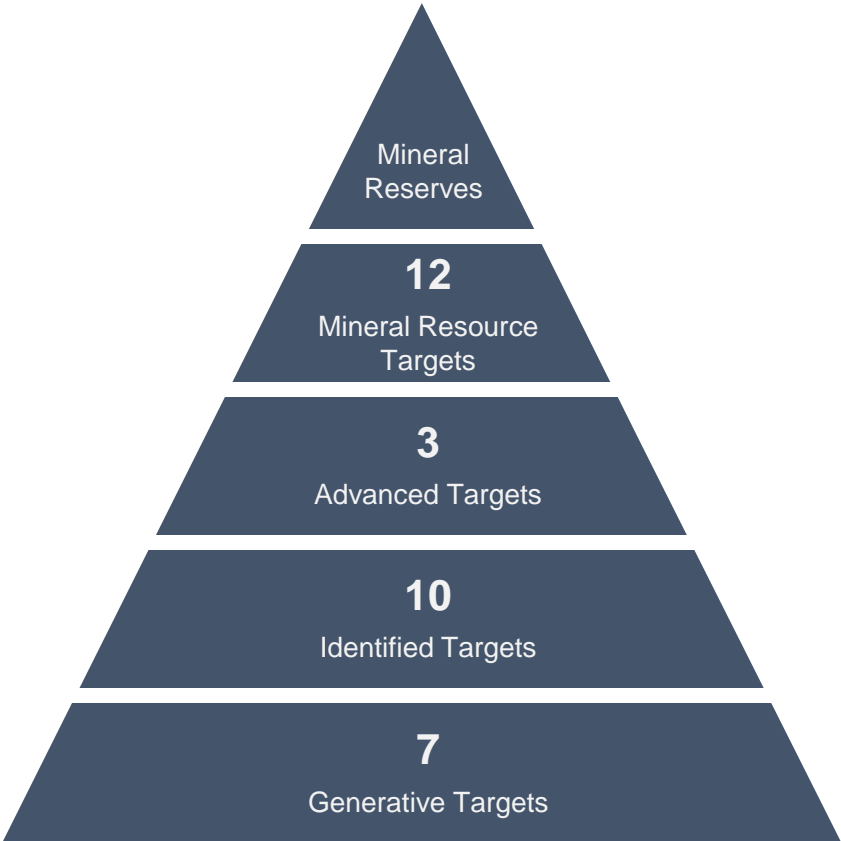 Mineral
Reserves
12
Mineral Resource
Targets
3
Advanced Targets
10
Identified Targets
7
Generative Targets